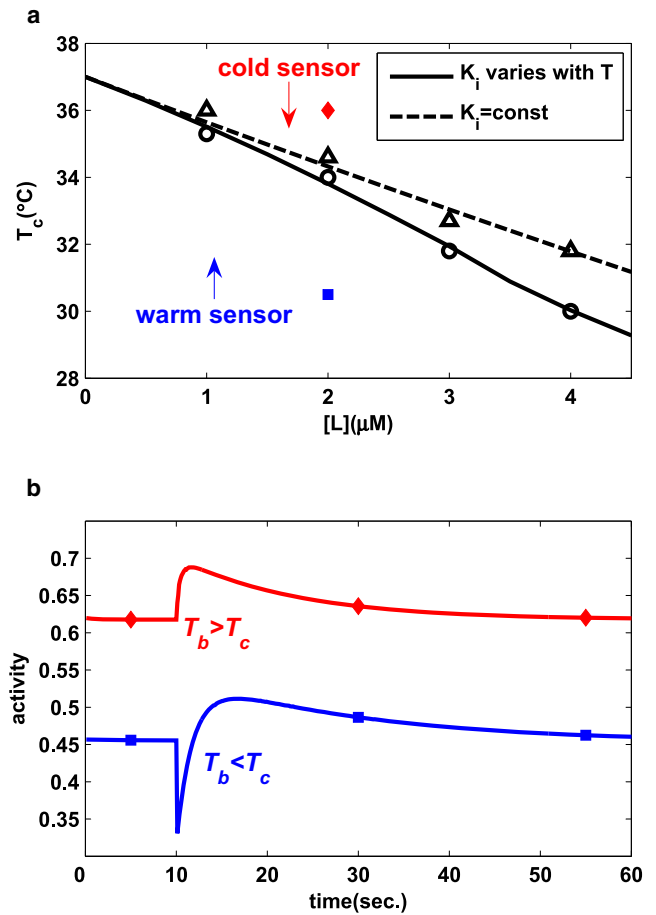 a
38
36
34
32
30
28
T_c(°C)
cold sensor
warm sensor
K_i varies with T
K_i=const
0
1
2
3
4
[L](μM)
b
0.7
0.65
0.6
0.55
0.5
0.45
0.4
0.35
activity
T_b>T_c
T_b<T_c
0
10
20
30
40
50
60
time(sec.)